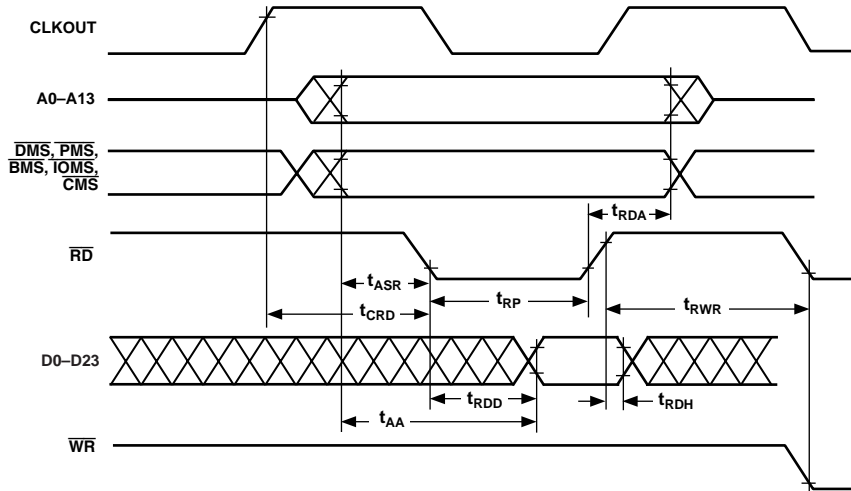 CLKOUT
A0–A13
DMS, PMS,
BMS, IOMS,
CMS
tRDA
RD
tASR
tRP
tCRD
tRWR
D0–D23
tRDD
tRDH
tAA
WR